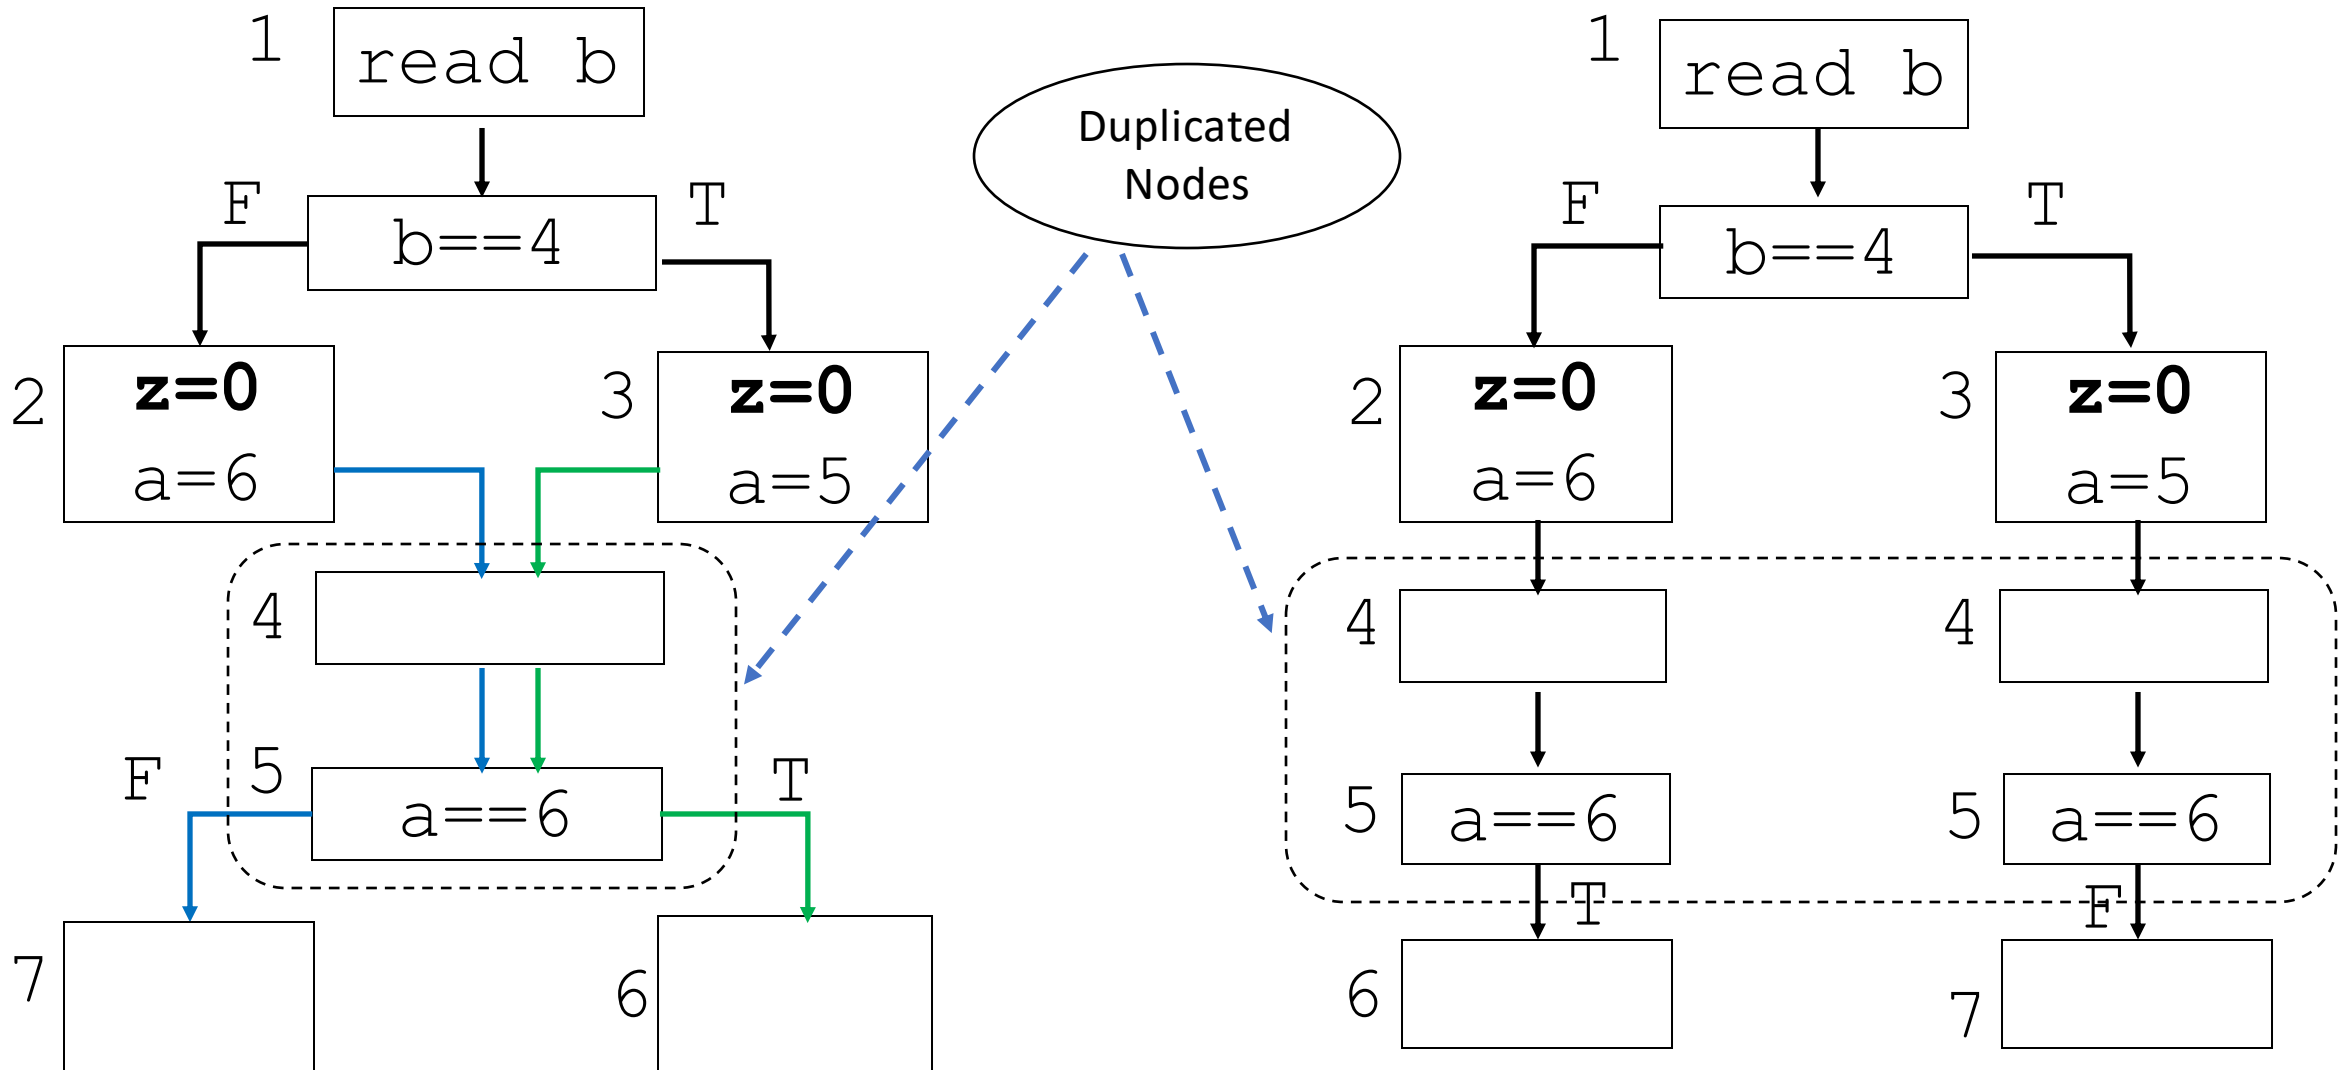 1
read b
F
b==4
T
2
z=0
a=6
3
z=0
a=5
4
5
F
a==6
T
7
6
Duplicated
Nodes
1
read b
F
b==4
T
2
z=0
a=6
3
z=0
a=5
4
4
5
a==6
5
a==6
T
F
6
7